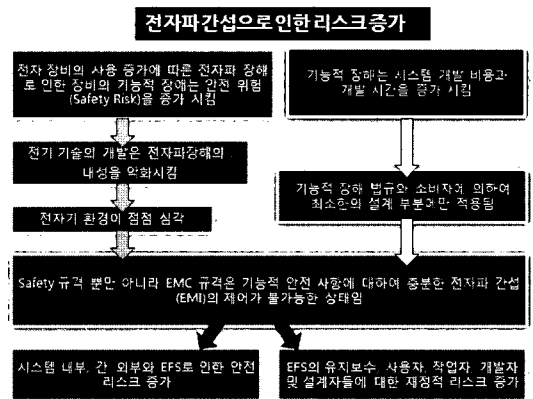 전자파 간섭으로 인한 리스크 증가
전자 장비의 사용 증가에 따른 전자파 장해
로 인한 장비의 기능적 장애는 안전 위험
(Safety Risk)을 증가 시킴
기능적 장해는 시스템 개발 비용과
개발 시간을 증가 시킴
전기 기술의 개발은 전자파장해의
내성을 악화시킴
기능적 장해 법규와 소비자에 의하여
최소한의 설계 부분에만 적용됨
전자기 환경이 점점 심각
Safety 규격 뿐만 아니라 EMC 규격은 기능적 안전 사항에 대하여 충분한 전자파 간섭
(EMI)의 제어가 불가능한 상태임
시스템 내부, 간, 외부와 EFS로 인한 안전
리스크 증가
EFS의 유지보수, 사용자, 작업자, 개발자
및 설계자들에 대한 재정적 리스크 증가